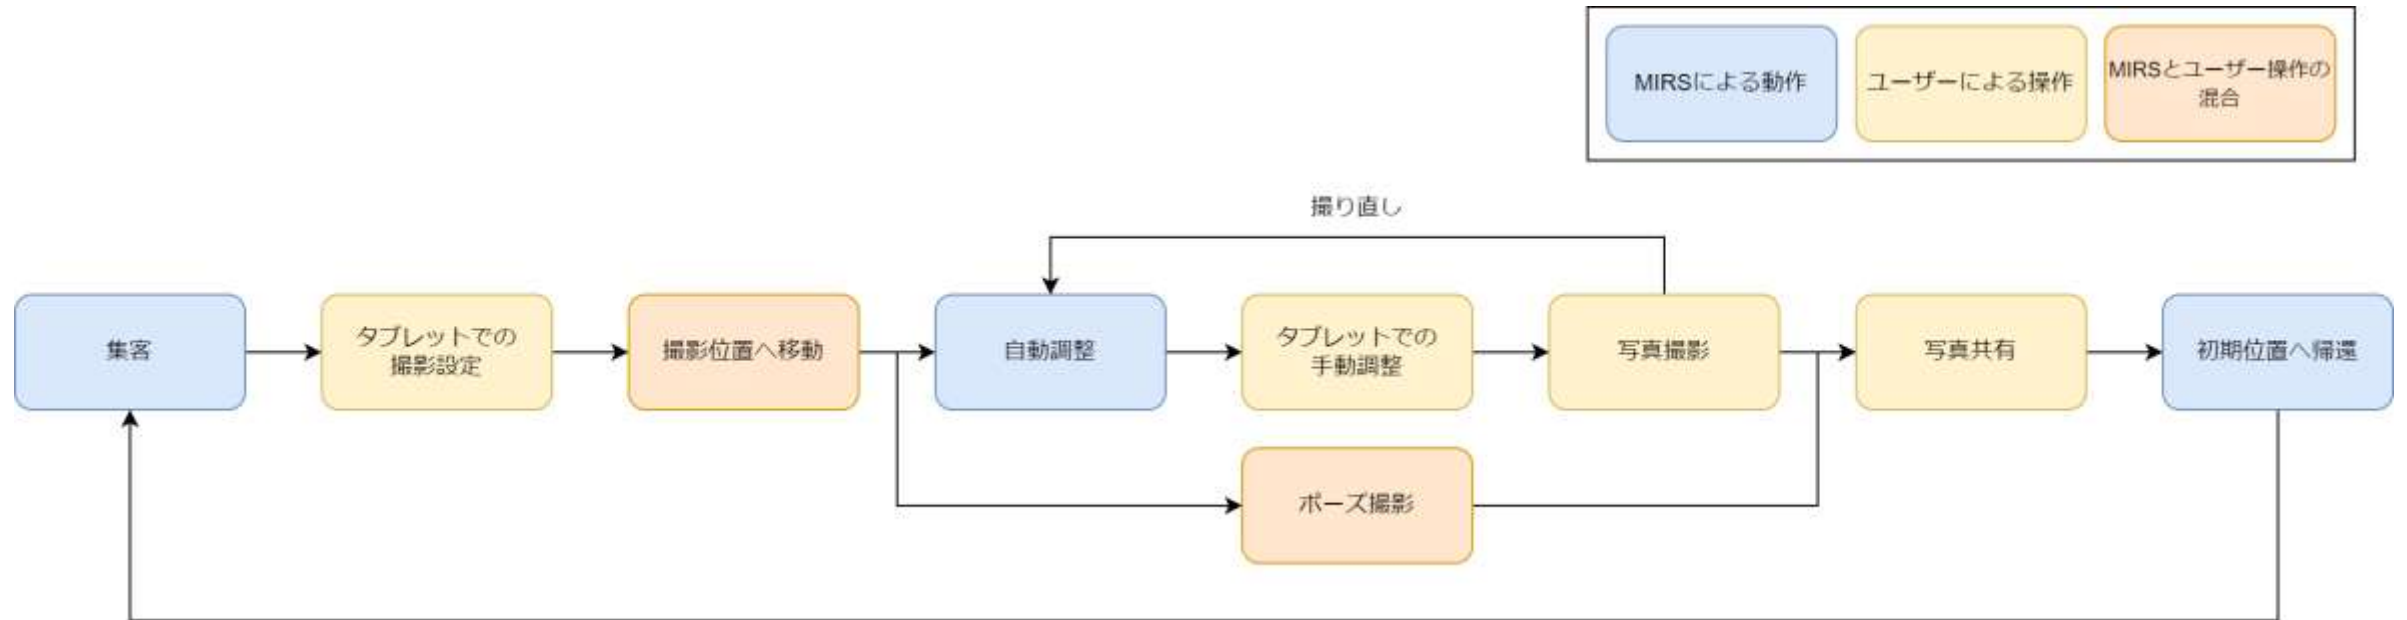 MIRSによる動作
ユーザーによる操作
MIRSとユーザー操作の
混合
撮り直し
集客
タブレットでの
撮影設定
撮影位置へ移動
自動調整
タブレットでの
手動調整
写真撮影
写真共有
初期位置へ帰還
ポーズ撮影